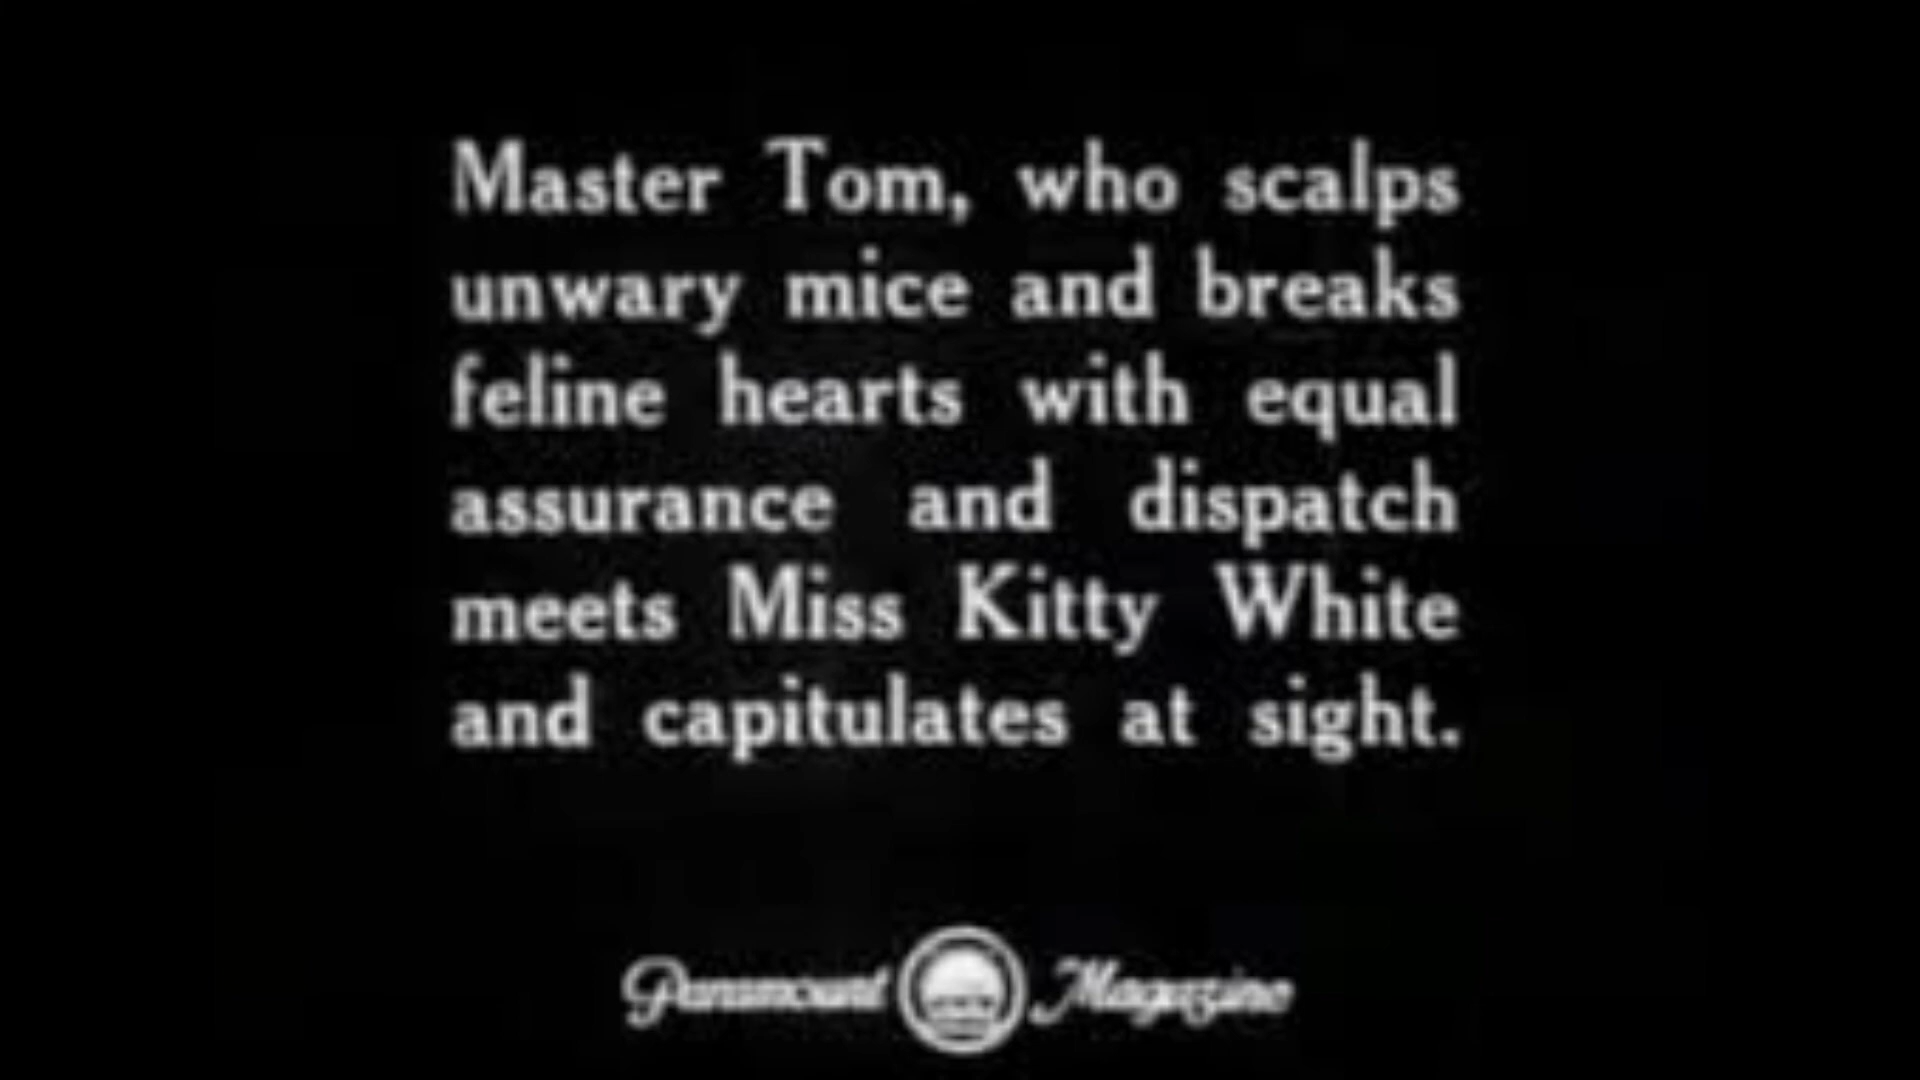 Master Tom, who scalps
unwary mice and breaks
feline hearts with equal
assurance and dispatch
meets Miss Kitty White
and capitulates at sight.
Paramount Magazine